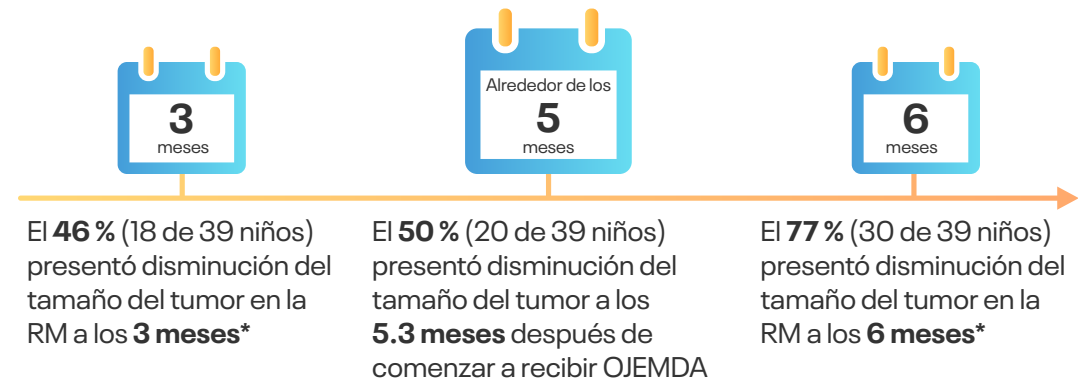 3
meses
Alrededor de los
5
meses
6
meses
El 46 % (18 de 39 niños)
presentó disminución del
tamaño del tumor en la
RM a los 3 meses*
El 50 % (20 de 39 niños)
presentó disminución del
tamaño del tumor a los
5.3 meses después de
comenzar a recibir OJEMDA
El 77 % (30 de 39 niños)
presentó disminución del
tamaño del tumor en la
RM a los 6 meses*